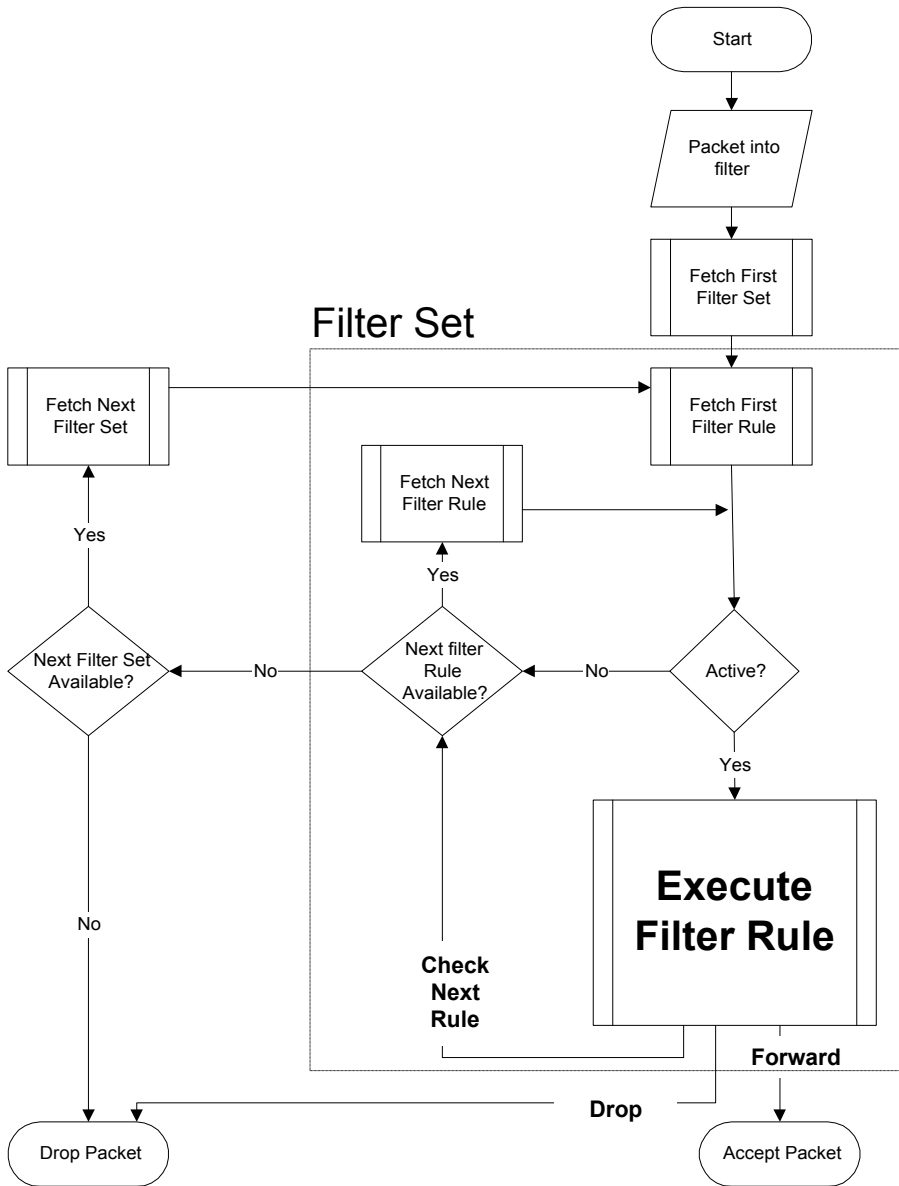 Start
Packet into
filter
Fetch First
Filter Set
Filter Set
Fetch Next
Filter Set
Fetch First
Filter Rule
Fetch Next
Filter Rule
Yes
Yes
Next Filter Set
Available?
No
Next filter
Rule
Available?
No
Active?
Yes
Execute
Filter Rule
No
Check
Next
Rule
Forward
Drop
Drop Packet
Accept Packet